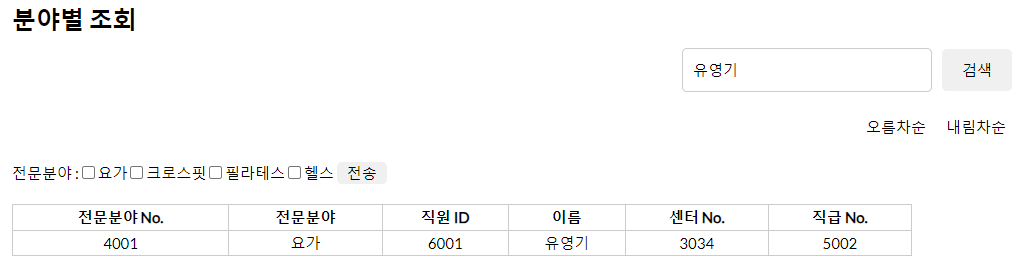 분야별 조회
유영기 검색
오름차순 내림차순
전문분야 : 요가 크로스핏 필라테스 헬스 전송
전문분야 No. 전문분야 직원 ID 이름 센터 No. 직급 No.
4001 요가 6001 유영기 3034 5002